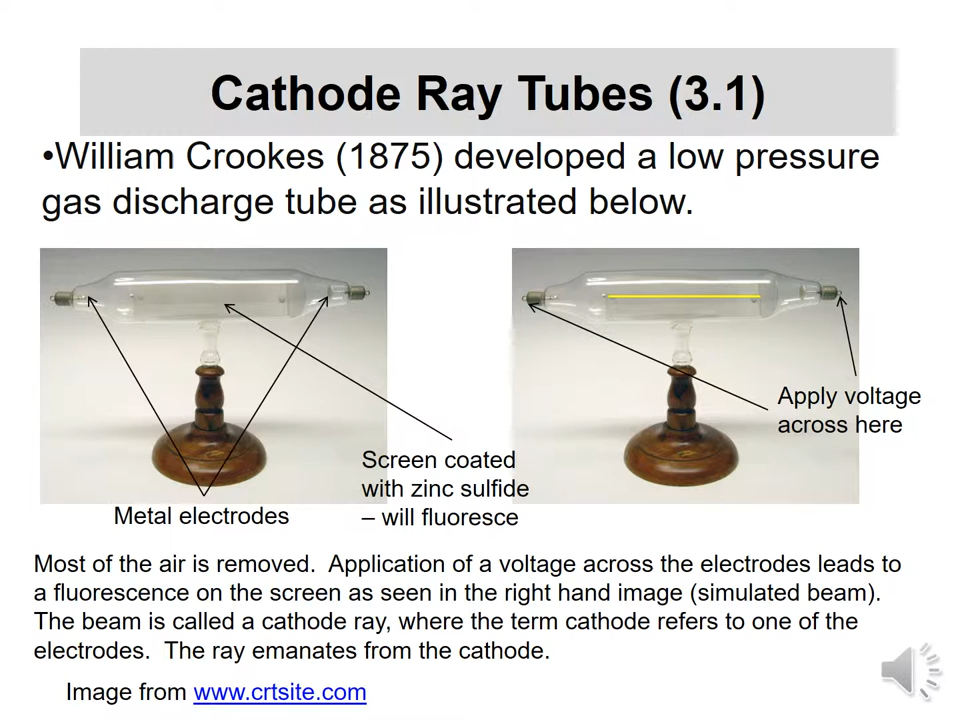 Cathode Ray Tubes (3.1)
•William Crookes (1875) developed a low pressure
gas discharge tube as illustrated below.
Metal electrodes
Screen coated
with zinc sulfide
– will fluoresce
Apply voltage
across here
Most of the air is removed.  Application of a voltage across the electrodes leads to
a fluorescence on the screen as seen in the right hand image (simulated beam).
The beam is called a cathode ray, where the term cathode refers to one of the
electrodes.  The ray emanates from the cathode.
Image from www.crtsite.com